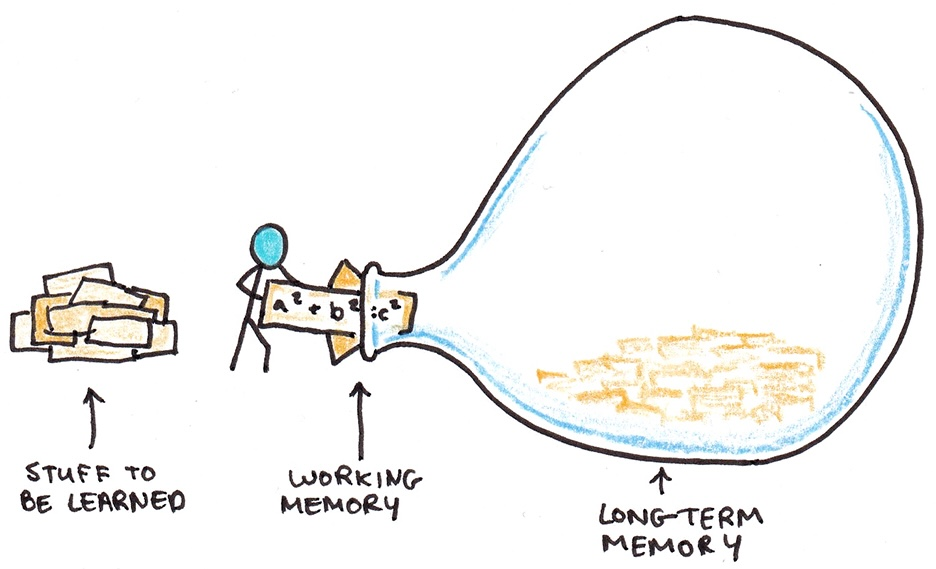 a² + b² = c²
STUFF TO
BE LEARNED
WORKING
MEMORY
LONG-TERM
MEMORY